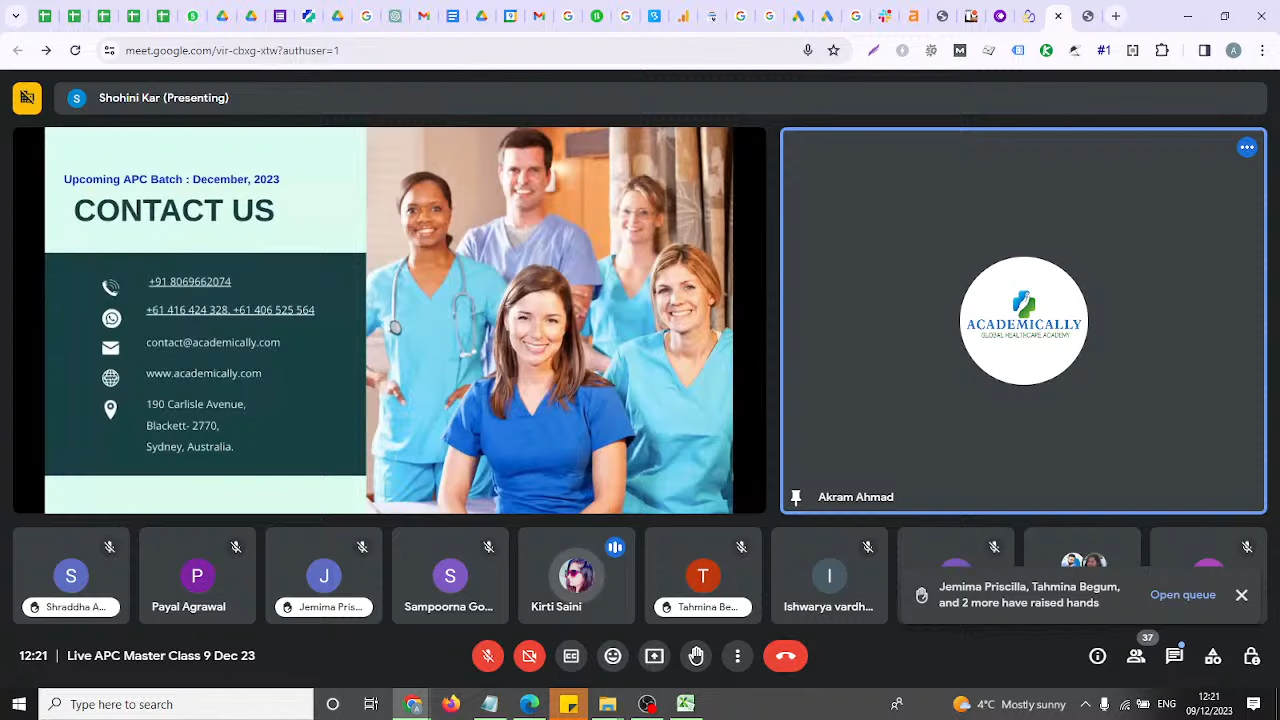 meet.google.com/vir-cbxg-xtw?authuser=1
#1
A
S
Shohini Kar (Presenting)
Upcoming APC Batch : December, 2023
CONTACT US
+91 8069662074
+61 416 424 328, +61 406 525 564
contact@academically.com
www.academically.com
190 Carlisle Avenue,
Blackett- 2770,
Sydney, Australia.
ACADEMICALLY
GLOBAL HEALTHCARE ACADEMY
Akram Ahmad
S
P
J
S
T
I
Shraddha A...
Payal Agrawal
Jemima Pris...
Sampoorna Go...
Kirti Saini
Tahmina Be...
Ishwarya vardh...
Jemima Priscilla, Tahmina Begum,
and 2 more have raised hands
Open queue
37
12:21 | Live APC Master Class 9 Dec 23
Type here to search
4°C Mostly sunny
ENG
12:21
09/12/2023